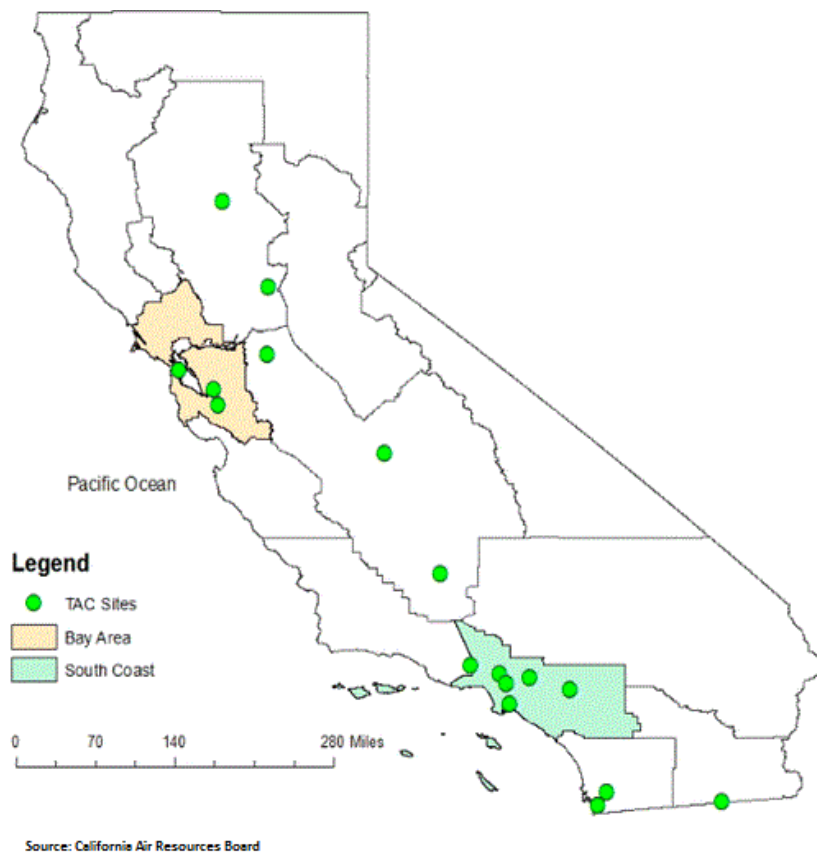 Pacific Ocean
Legend
TAC Sites
Bay Area
South Coast
0 70 140 280 Miles
Source: California Air Resources Board